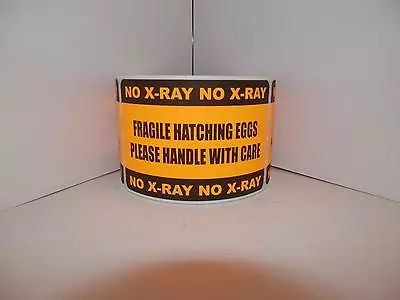 NO X-RAY NO X-RAY
FRAGILE HATCHING EGGS
PLEASE HANDLE WITH CARE
NO X-RAY NO X-RAY